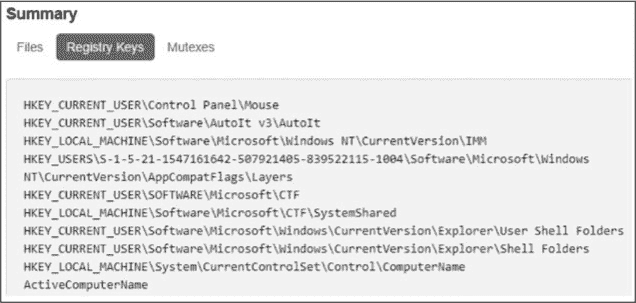 Summary
Files Registry Keys Mutexes
HKEY_CURRENT_USER\Control Panel\Mouse
HKEY_CURRENT_USER\Software\AutoIt v3\AutoIt
HKEY_LOCAL_MACHINE\Software\Microsoft\Windows NT\CurrentVersion\IMM
HKEY_USERS\S-1-5-21-1547161642-507921405-839522115-1004\Software\Microsoft\Windows
NT\CurrentVersion\AppCompatFlags\Layers
HKEY_CURRENT_USER\SOFTWARE\Microsoft\CTF
HKEY_LOCAL_MACHINE\Software\Microsoft\CTF\SystemShared
HKEY_CURRENT_USER\Software\Microsoft\Windows\CurrentVersion\Explorer\User Shell Folders
HKEY_CURRENT_USER\Software\Microsoft\Windows\CurrentVersion\Explorer\Shell Folders
HKEY_LOCAL_MACHINE\System\CurrentControlSet\Control\ComputerName
ActiveComputerName